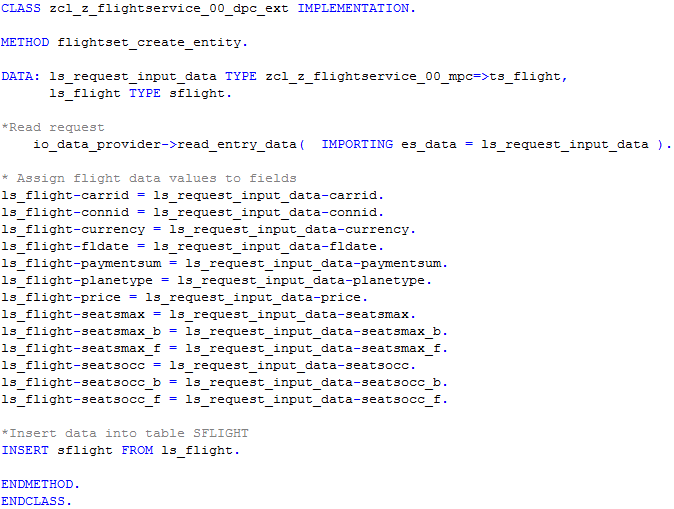 CLASS zcl_z_flightservice_00_dpc_ext IMPLEMENTATION.
METHOD flightset_create_entity.
DATA: ls_request_input_data TYPE zcl_z_flightservice_00_mpc=>ts_flight,
ls_flight TYPE sflight.
*Read request
io_data_provider->read_entry_data(  IMPORTING es_data = ls_request_input_data ).
* Assign flight data values to fields
ls_flight-carrid = ls_request_input_data-carrid.
ls_flight-connid = ls_request_input_data-connid.
ls_flight-currency = ls_request_input_data-currency.
ls_flight-fldate = ls_request_input_data-fldate.
ls_flight-paymentsum = ls_request_input_data-paymentsum.
ls_flight-planetype = ls_request_input_data-planetype.
ls_flight-price = ls_request_input_data-price.
ls_flight-seatsmax = ls_request_input_data-seatsmax.
ls_flight-seatsmax_b = ls_request_input_data-seatsmax_b.
ls_flight-seatsmax_f = ls_request_input_data-seatsmax_f.
ls_flight-seatsocc = ls_request_input_data-seatsocc.
ls_flight-seatsocc_b = ls_request_input_data-seatsocc_b.
ls_flight-seatsocc_f = ls_request_input_data-seatsocc_f.
*Insert data into table SFLIGHT
INSERT sflight FROM ls_flight.
ENDMETHOD.
ENDCLASS.